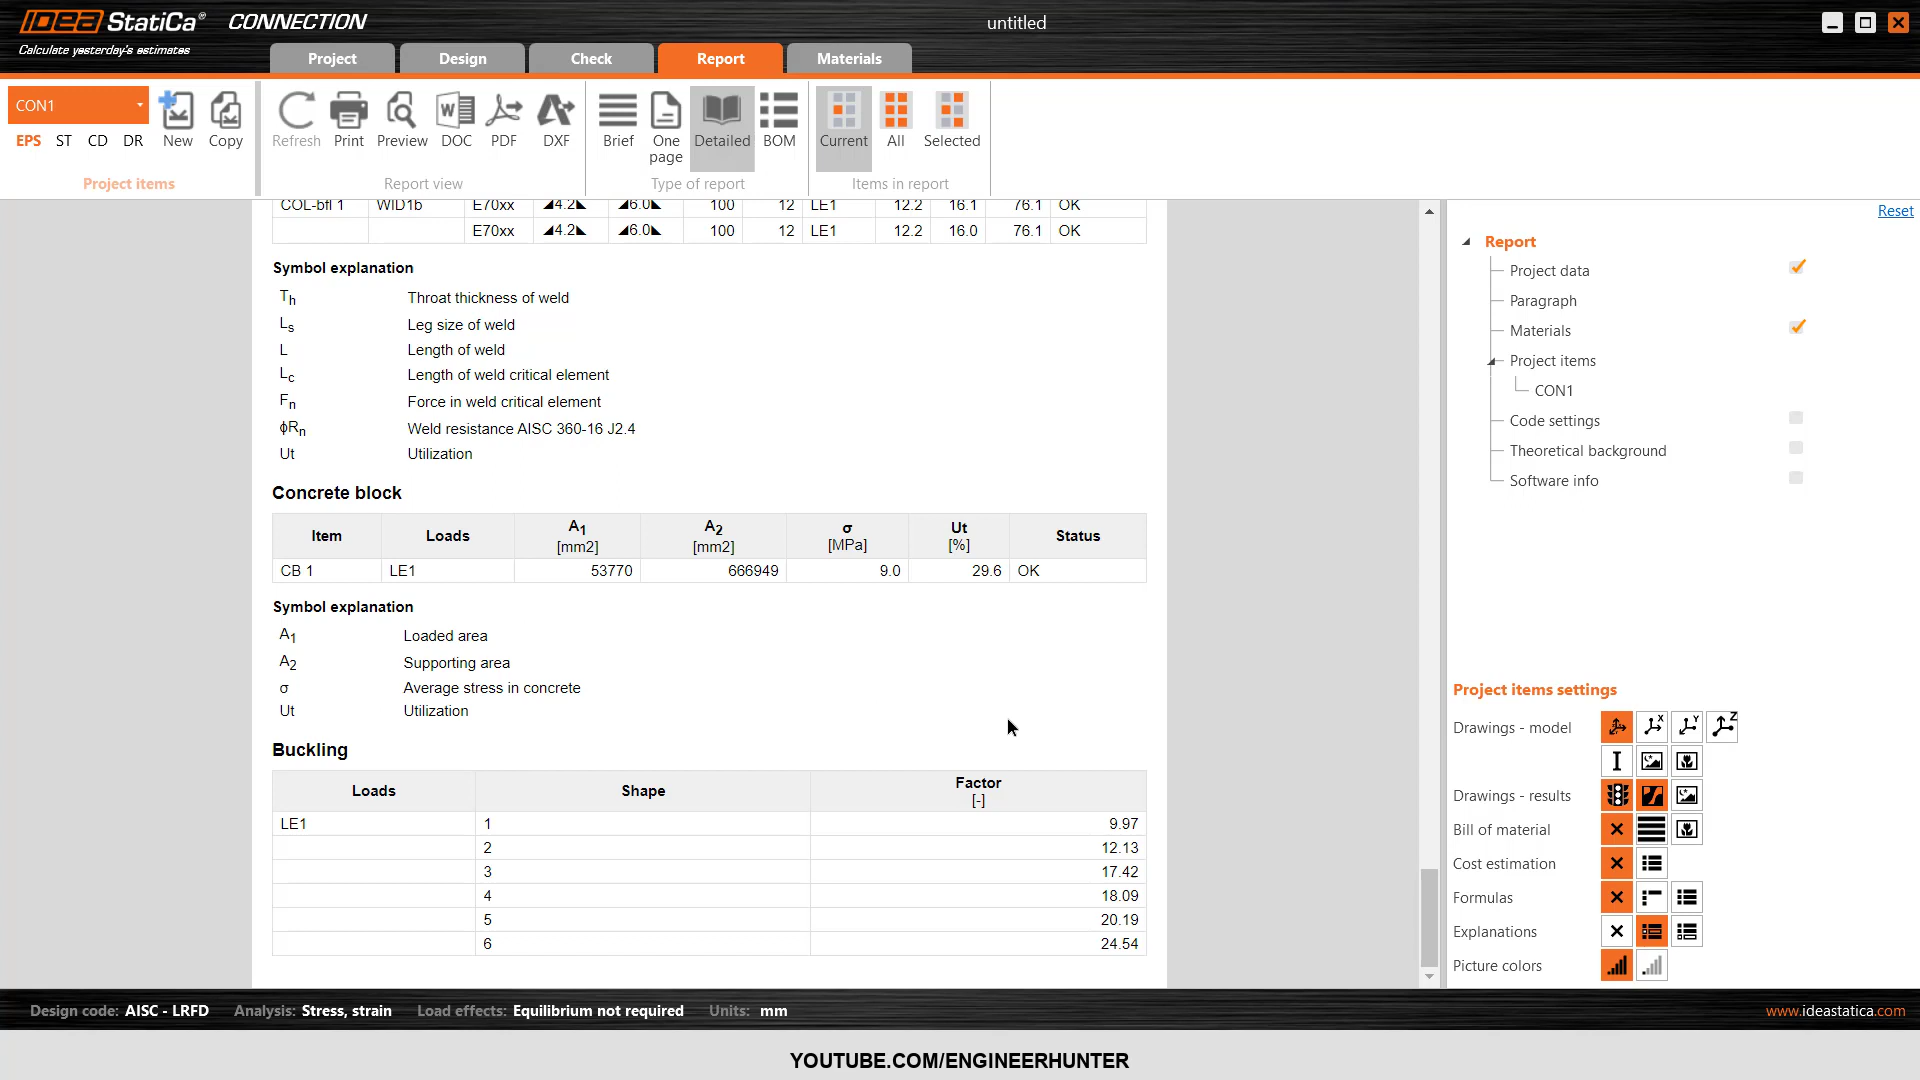 IDEA StatiCa® CONNECTION
Calculate yesterday's estimates
untitled
Project Design Check Report Materials
CON1
EPS ST CD DR New Copy
Project items
Refresh Print Preview DOC PDF DXF
Report view
Brief One page Detailed BOM
Type of report
Current All Selected
Items in report
COL-bfl 1 WID1b E70xx ◢4.2◣ ◢6.0◣ 100 12 LE1 12.2 16.1 76.1 OK
E70xx ◢4.2◣ ◢6.0◣ 100 12 LE1 12.2 16.0 76.1 OK
Symbol explanation
Th Throat thickness of weld
Ls Leg size of weld
L Length of weld
Lc Length of weld critical element
Fn Force in weld critical element
ϕRn Weld resistance AISC 360-16 J2.4
Ut Utilization
Concrete block
Item Loads A1 [mm2] A2 [mm2] σ [MPa] Ut [%] Status
CB 1 LE1 53770 666949 9.0 29.6 OK
Symbol explanation
A1 Loaded area
A2 Supporting area
σ Average stress in concrete
Ut Utilization
Buckling
Loads Shape Factor [-]
LE1 1 9.97
2 12.13
3 17.42
4 18.09
5 20.19
6 24.54
Reset
Report
Project data
Paragraph
Materials
Project items
CON1
Code settings
Theoretical background
Software info
Project items settings
Drawings - model X Y Z
Drawings - results
Bill of material
Cost estimation
Formulas
Explanations
Picture colors
Design code: AISC - LRFD Analysis: Stress, strain Load effects: Equilibrium not required Units: mm
www.ideastatica.com
YOUTUBE.COM/ENGINEERHUNTER